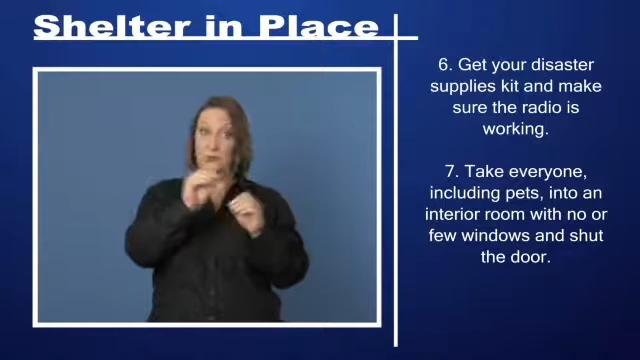 Shelter in Place
6. Get your disaster
supplies kit and make
sure the radio is
working.
7. Take everyone,
including pets, into an
interior room with no or
few windows and shut
the door.